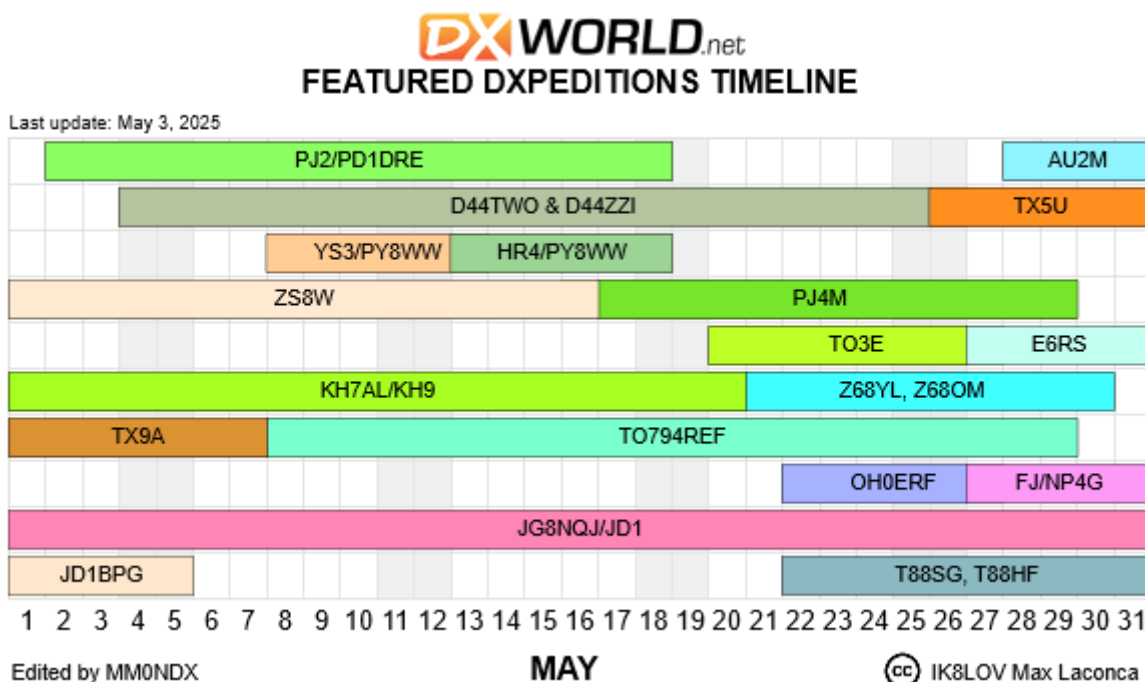 DX WORLD.net
FEATURED DXPEDITIONS TIMELINE
Last update: May 3, 2025
PJ2/PD1DRE AU2M
D44TWO & D44ZZI TX5U
YS3/PY8WW HR4/PY8WW
ZS8W PJ4M
TO3E E6RS
KH7AL/KH9 Z68YL, Z68OM
TX9A TO794REF
OH0ERF FJ/NP4G
JG8NQJ/JD1
JD1BPG T88SG, T88HF
1 2 3 4 5 6 7 8 9 10 11 12 13 14 15 16 17 18 19 20 21 22 23 24 25 26 27 28 29 30 31
Edited by MM0NDX MAY cc IK8LOV Max Laconca